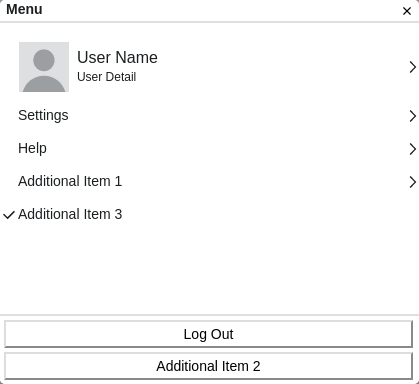 Menu
User Name
User Detail
Settings
Help
Additional Item 1
Additional Item 3
Log Out
Additional Item 2